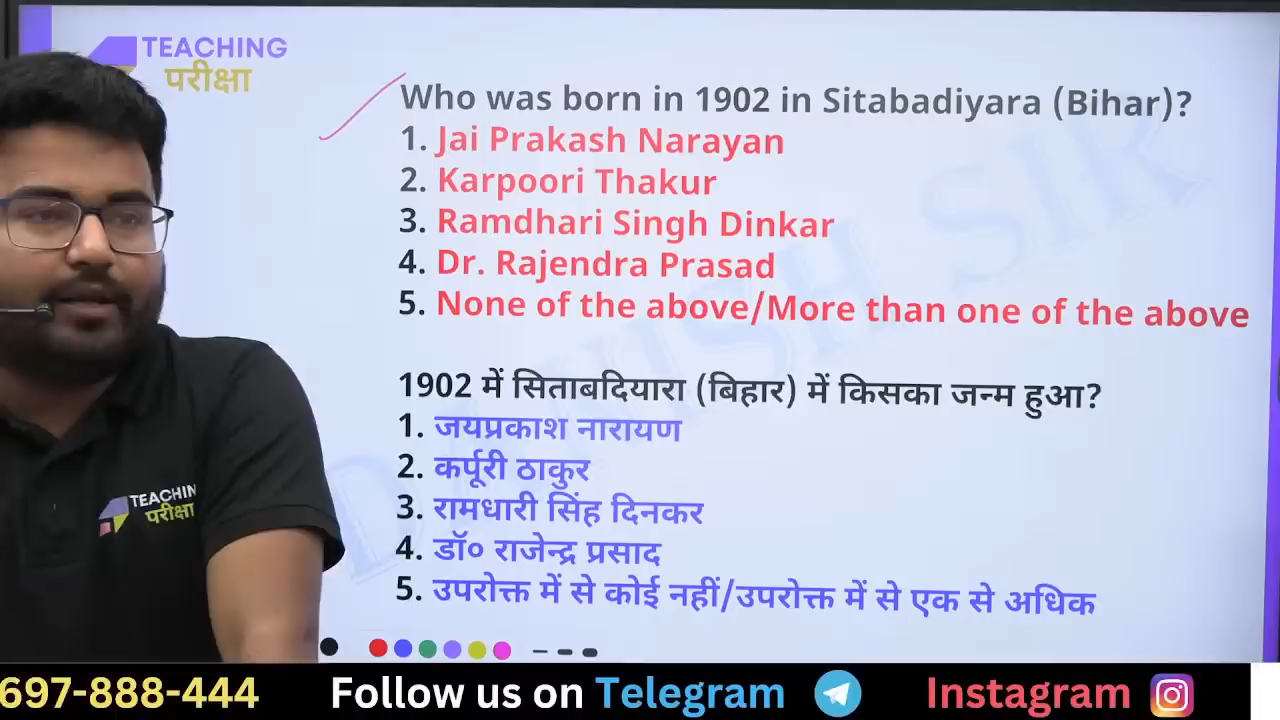 TEACHING
परीक्षा
Who was born in 1902 in Sitabadiyara (Bihar)?
1. Jai Prakash Narayan
2. Karpoori Thakur
3. Ramdhari Singh Dinkar
4. Dr. Rajendra Prasad
5. None of the above/More than one of the above
1902 में सिताबदियारा (बिहार) में किसका जन्म हुआ?
1. जयप्रकाश नारायण
2. कर्पूरी ठाकुर
3. रामधारी सिंह दिनकर
4. डॉ० राजेन्द्र प्रसाद
5. उपरोक्त में से कोई नहीं/उपरोक्त में से एक से अधिक
DANISH SIR
TEACHIN
परीक्षा
697-888-444 Follow us on Telegram Instagram